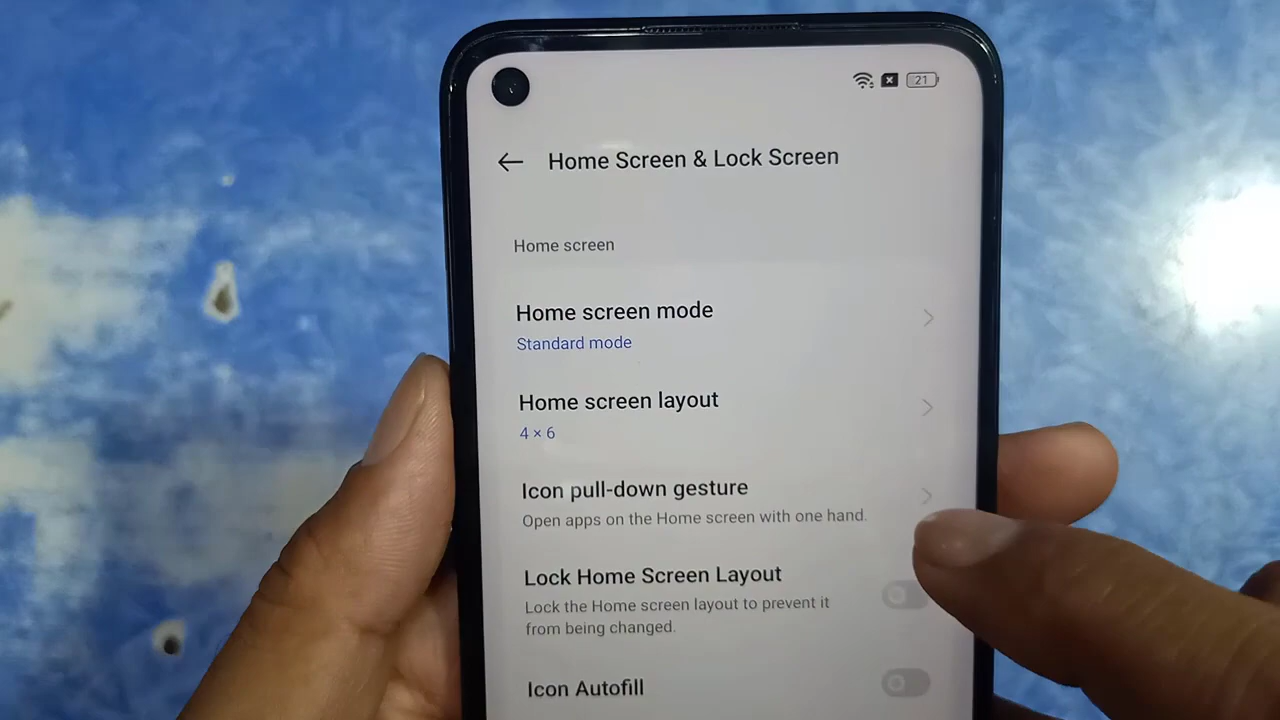 21
Home Screen & Lock Screen
Home screen
Home screen mode
Standard mode
Home screen layout
4 × 6
Icon pull-down gesture
Open apps on the Home screen with one hand.
Lock Home Screen Layout
Lock the Home screen layout to prevent it
from being changed.
Icon Autofill